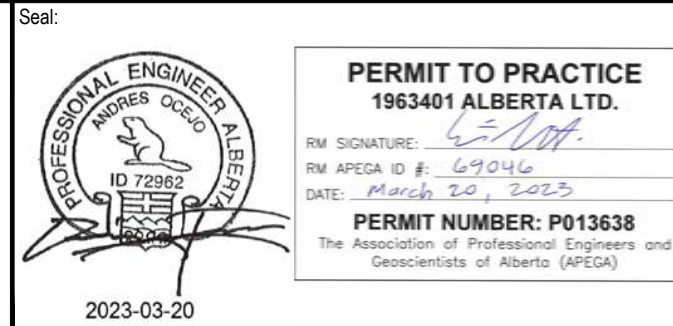 Seal:
PROFESSIONAL ENGINEER ALBERTA
ANDRES OCEJO
ID 72962
2023-03-20
PERMIT TO PRACTICE
1963401 ALBERTA LTD.
RM SIGNATURE:
RM APEGA ID #: 69046
DATE: March 20, 2023
PERMIT NUMBER: P013638
The Association of Professional Engineers and
Geoscientists of Alberta (APEGA)